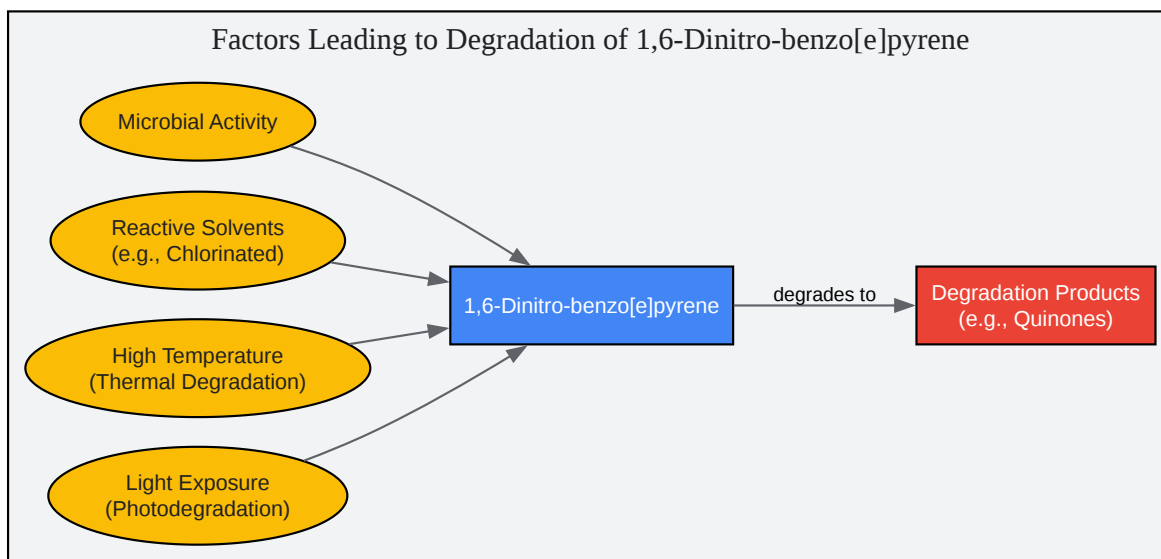 Factors Leading to Degradation of 1,6-Dinitro-benzo[e]pyrene
Microbial Activity
Reactive Solvents
(e.g., Chlorinated)
High Temperature
(Thermal Degradation)
Light Exposure
(Photodegradation)
1,6-Dinitro-benzo[e]pyrene
degrades to
Degradation Products
(e.g., Quinones)